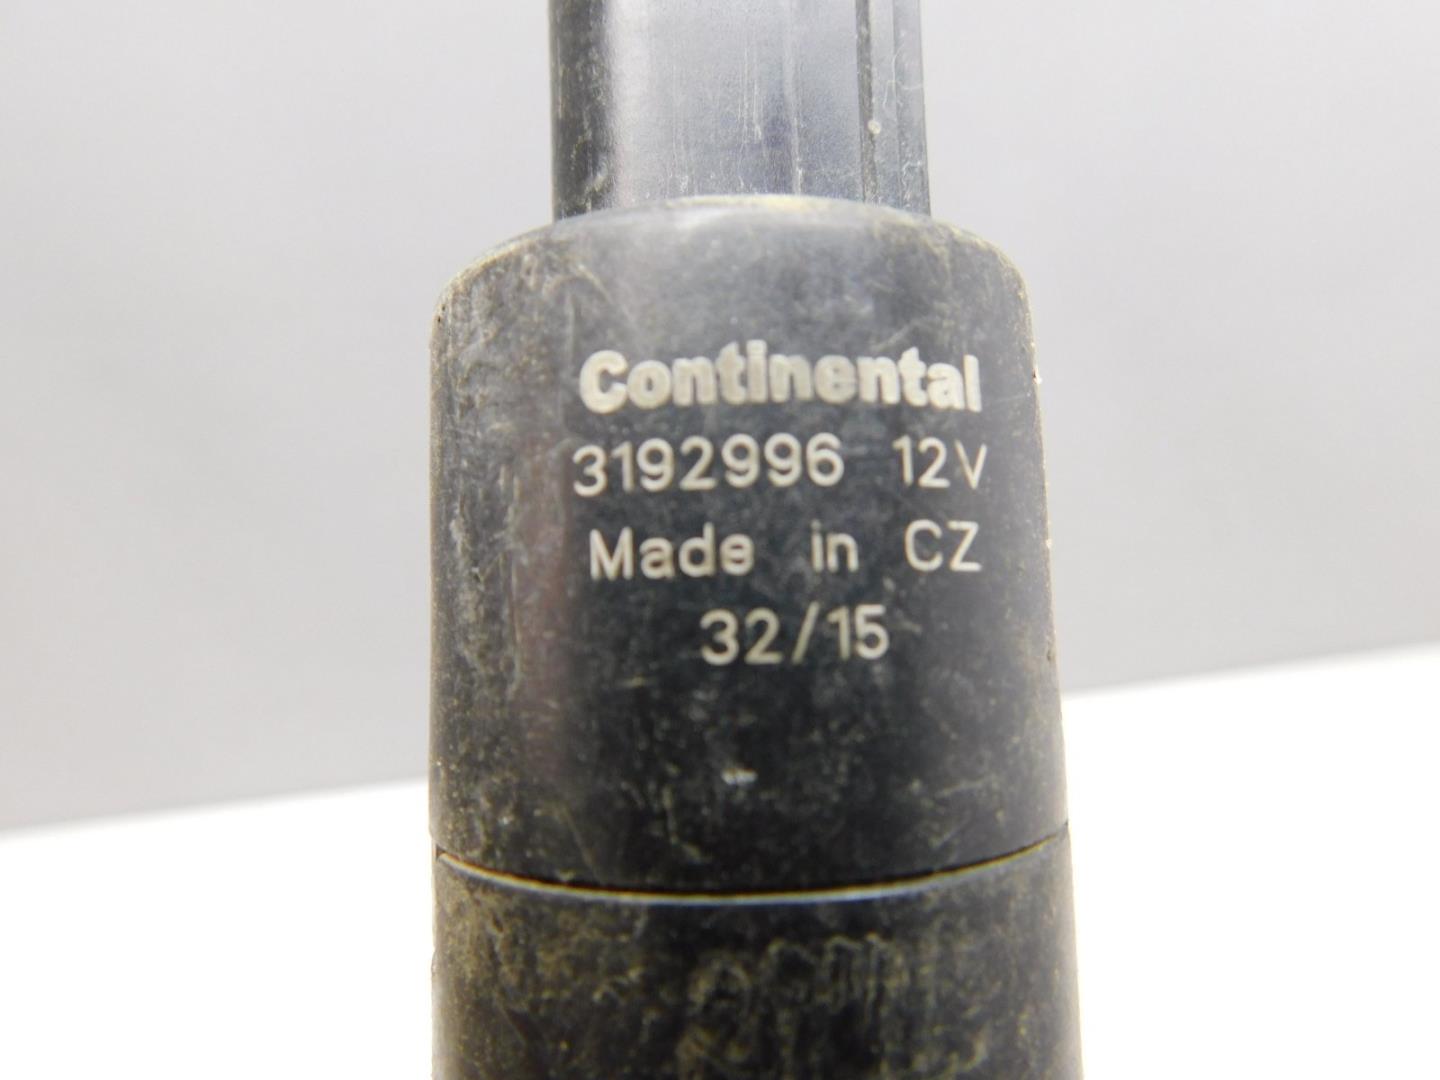 Continental
3192996 12V
Made in CZ
32/15